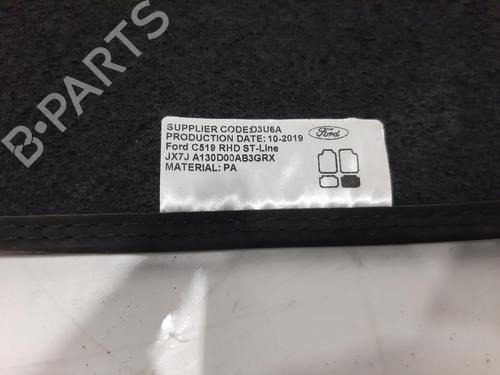 SUPPLIER CODE:D3U6A
PRODUCTION DATE: 10-2019
Ford C519 RHD ST-Line
JX7J A130D00AB3GRX
MATERIAL: PA
Ford
B-PARTS